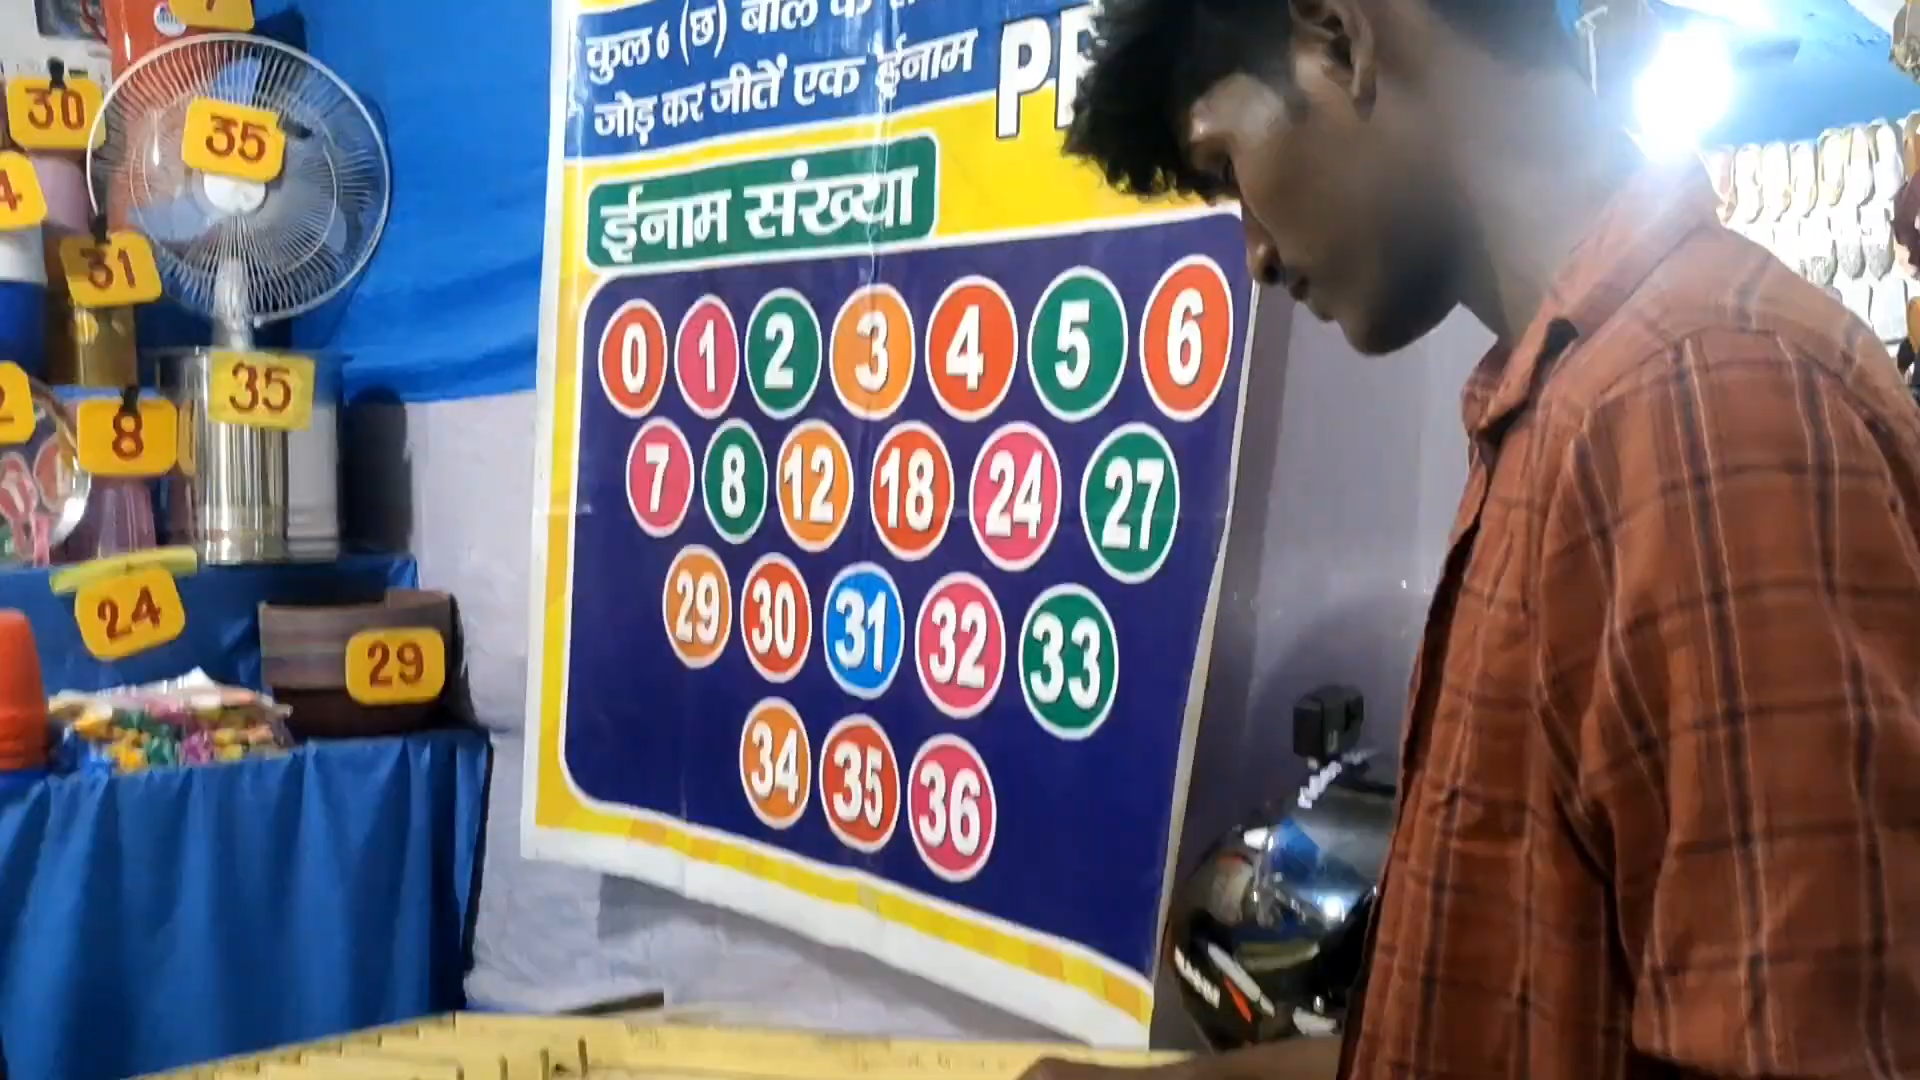 कुल 6 (छ) बॉल के
जोड़ कर जीतें एक ईनाम
ईनाम संख्या
0 1 2 3 4 5 6
7 8 12 18 24 27
29 30 31 32 33
34 35 36
30
35
31
35
8
24
29